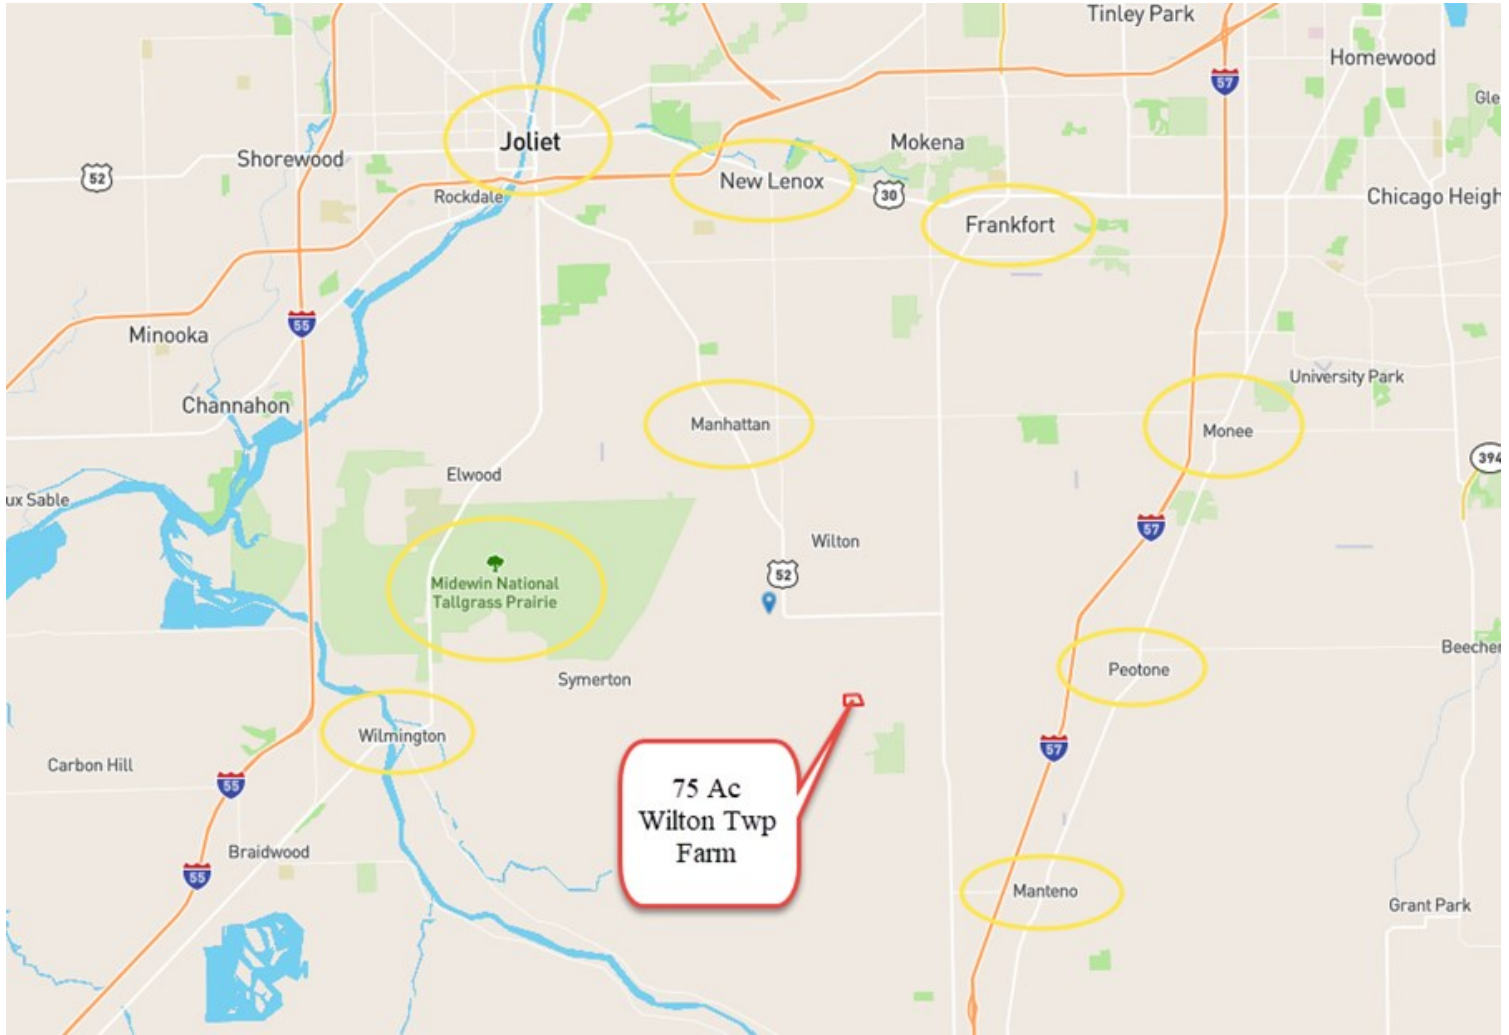 Tinley Park
Homewood
57
Gle
Joliet
Mokena
Shorewood
52
New Lenox
Rockdale
30
Chicago Heigh
Frankfort
55
Minooka
University Park
Channahon
Manhattan
Monee
394
Elwood
ux Sable
57
Wilton
52
Midewin National
Tallgrass Prairie
Beecher
Peotone
Symerton
Wilmington
57
Carbon Hill
55
75 Ac
Wilton Twp
Farm
Braidwood
55
Manteno
Grant Park